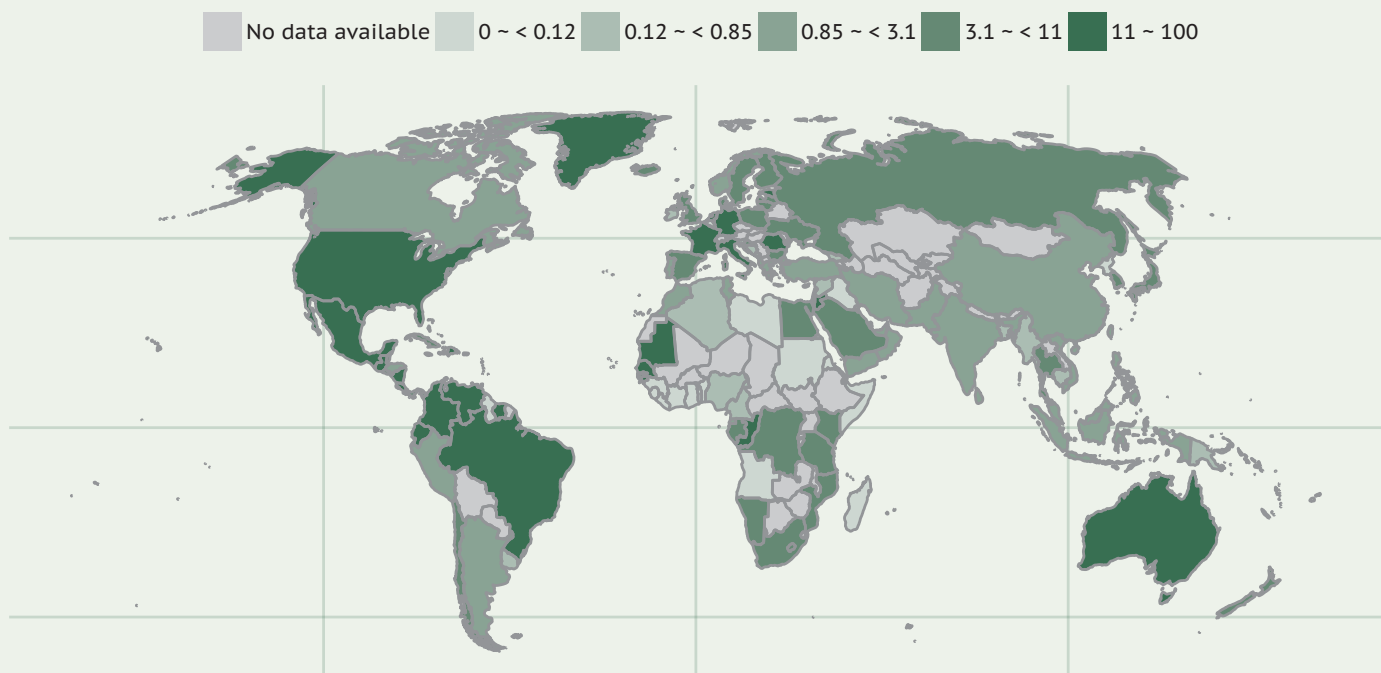 No data available 0 ~ < 0.12 0.12 ~ < 0.85 0.85 ~ < 3.1 3.1 ~ < 11 11 ~ 100